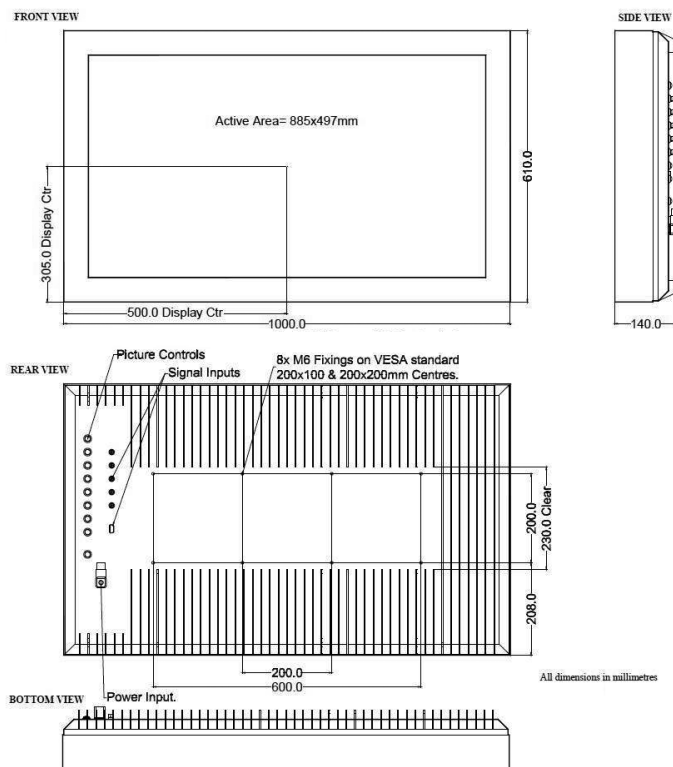 FRONT VIEW
SIDE VIEW
Active Area= 885x497mm
305.0 Display Ctr
610.0
500.0 Display Ctr
1000.0
140.0
Picture Controls
8x M6 Fixings on VESA standard
REAR VIEW
Signal Inputs
200x100 & 200x200mm Centres.
200.0
230.0 Clear
208.0
200.0
600.0
All dimensions in millimetres
Power Input.
BOTTOM VIEW